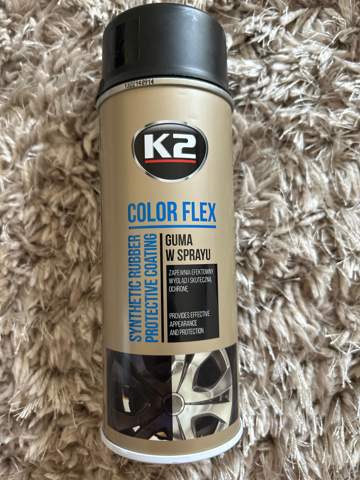 K2
COLOR FLEX
SYNTHETIC RUBBER
PROTECTIVE COATING
GUMA
W SPRAYU
ZAPEWNIA EFEKTOWNY
WYGLĄD I SKUTECZNĄ
OCHRONĘ
PROVIDES EFFECTIVE
APPEARANCE
AND PROTECTION